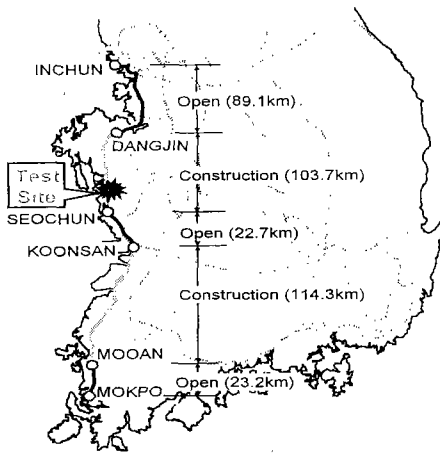 INCHUN
Open (89.1km)
DANGJIN
Test
Site
Construction (103.7km)
SEOCHUN
Open (22.7km)
KOONSAN
Construction (114.3km)
MOOAN
Open (23.2km)
MOKPO